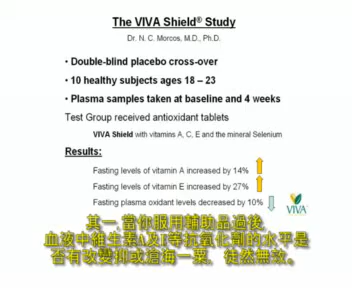 The VIVA Shield® Study
Dr. N. C. Morcos, M.D., Ph.D.
• Double-blind placebo cross-over
• 10 healthy subjects ages 18 – 23
• Plasma samples taken at baseline and 4 weeks
Test Group received antioxidant tablets
VIVA Shield with vitamins A, C, E and the mineral Selenium
Results:
Fasting levels of vitamin A increased by 14%
Fasting levels of vitamin E increased by 27%
Fasting plasma oxidant levels decreased by 10%
VIVA
其一 當你服用輔助品過後,
血液中維生素A及E等抗氧化劑的水平是
否有改變抑或滄海一粟, 徒然無效。